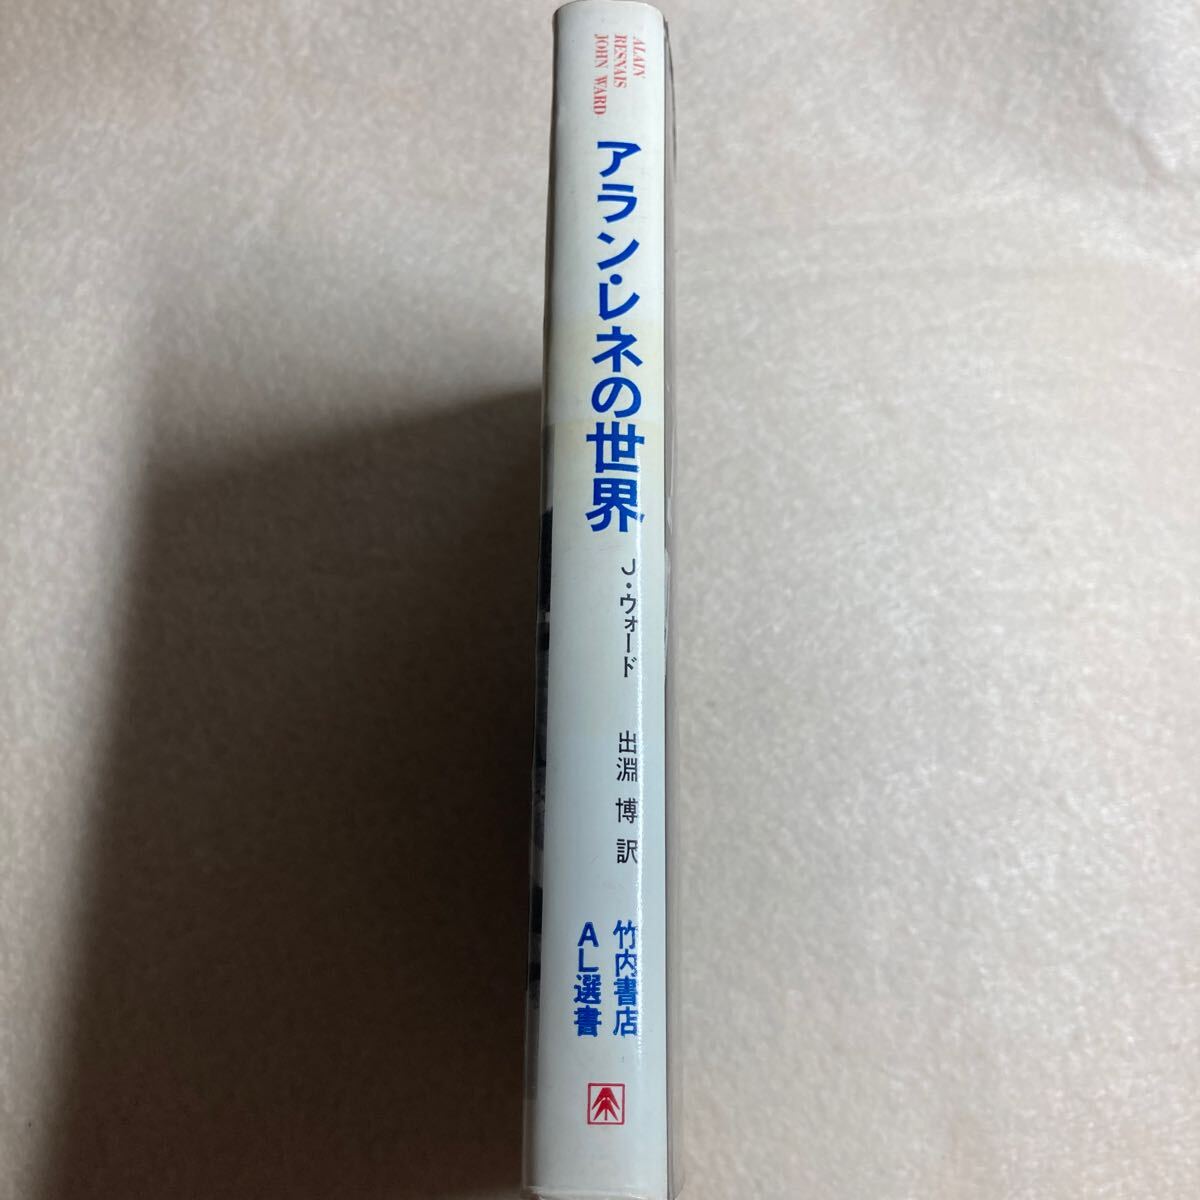 ALAIN
RESNAIS
JOHN WARD
アラン・レネの世界
J・ウォード
出淵 博 訳
竹内書店
AL選書